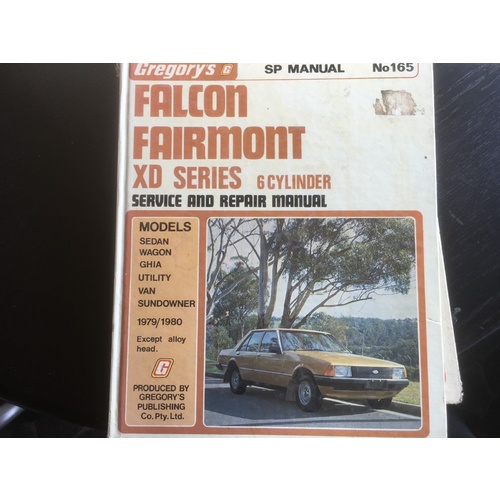 Gregory's G SP MANUAL No165
FALCON
FAIRMONT
XD SERIES 6 CYLINDER
SERVICE AND REPAIR MANUAL
MODELS
SEDAN
WAGON
GHIA
UTILITY
VAN
SUNDOWNER
1979/1980
Except alloy
head.
G
PRODUCED BY
GREGORY'S
PUBLISHING
Co. Pty. Ltd.